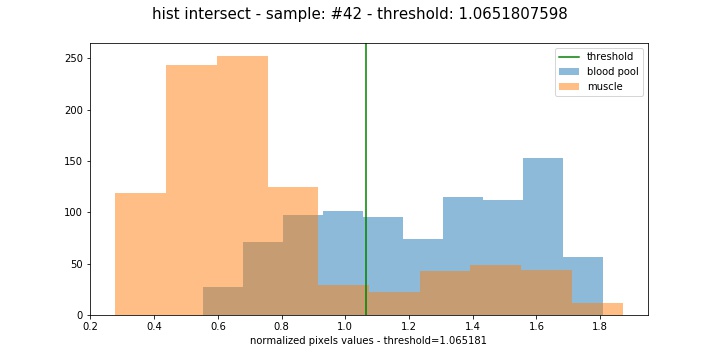 hist intersect - sample: #42 - threshold: 1.0651807598
threshold
blood pool
muscle
250
200
150
100
50
0
0.2 0.4 0.6 0.8 1.0 1.2 1.4 1.6 1.8
normalized pixels values - threshold=1.065181